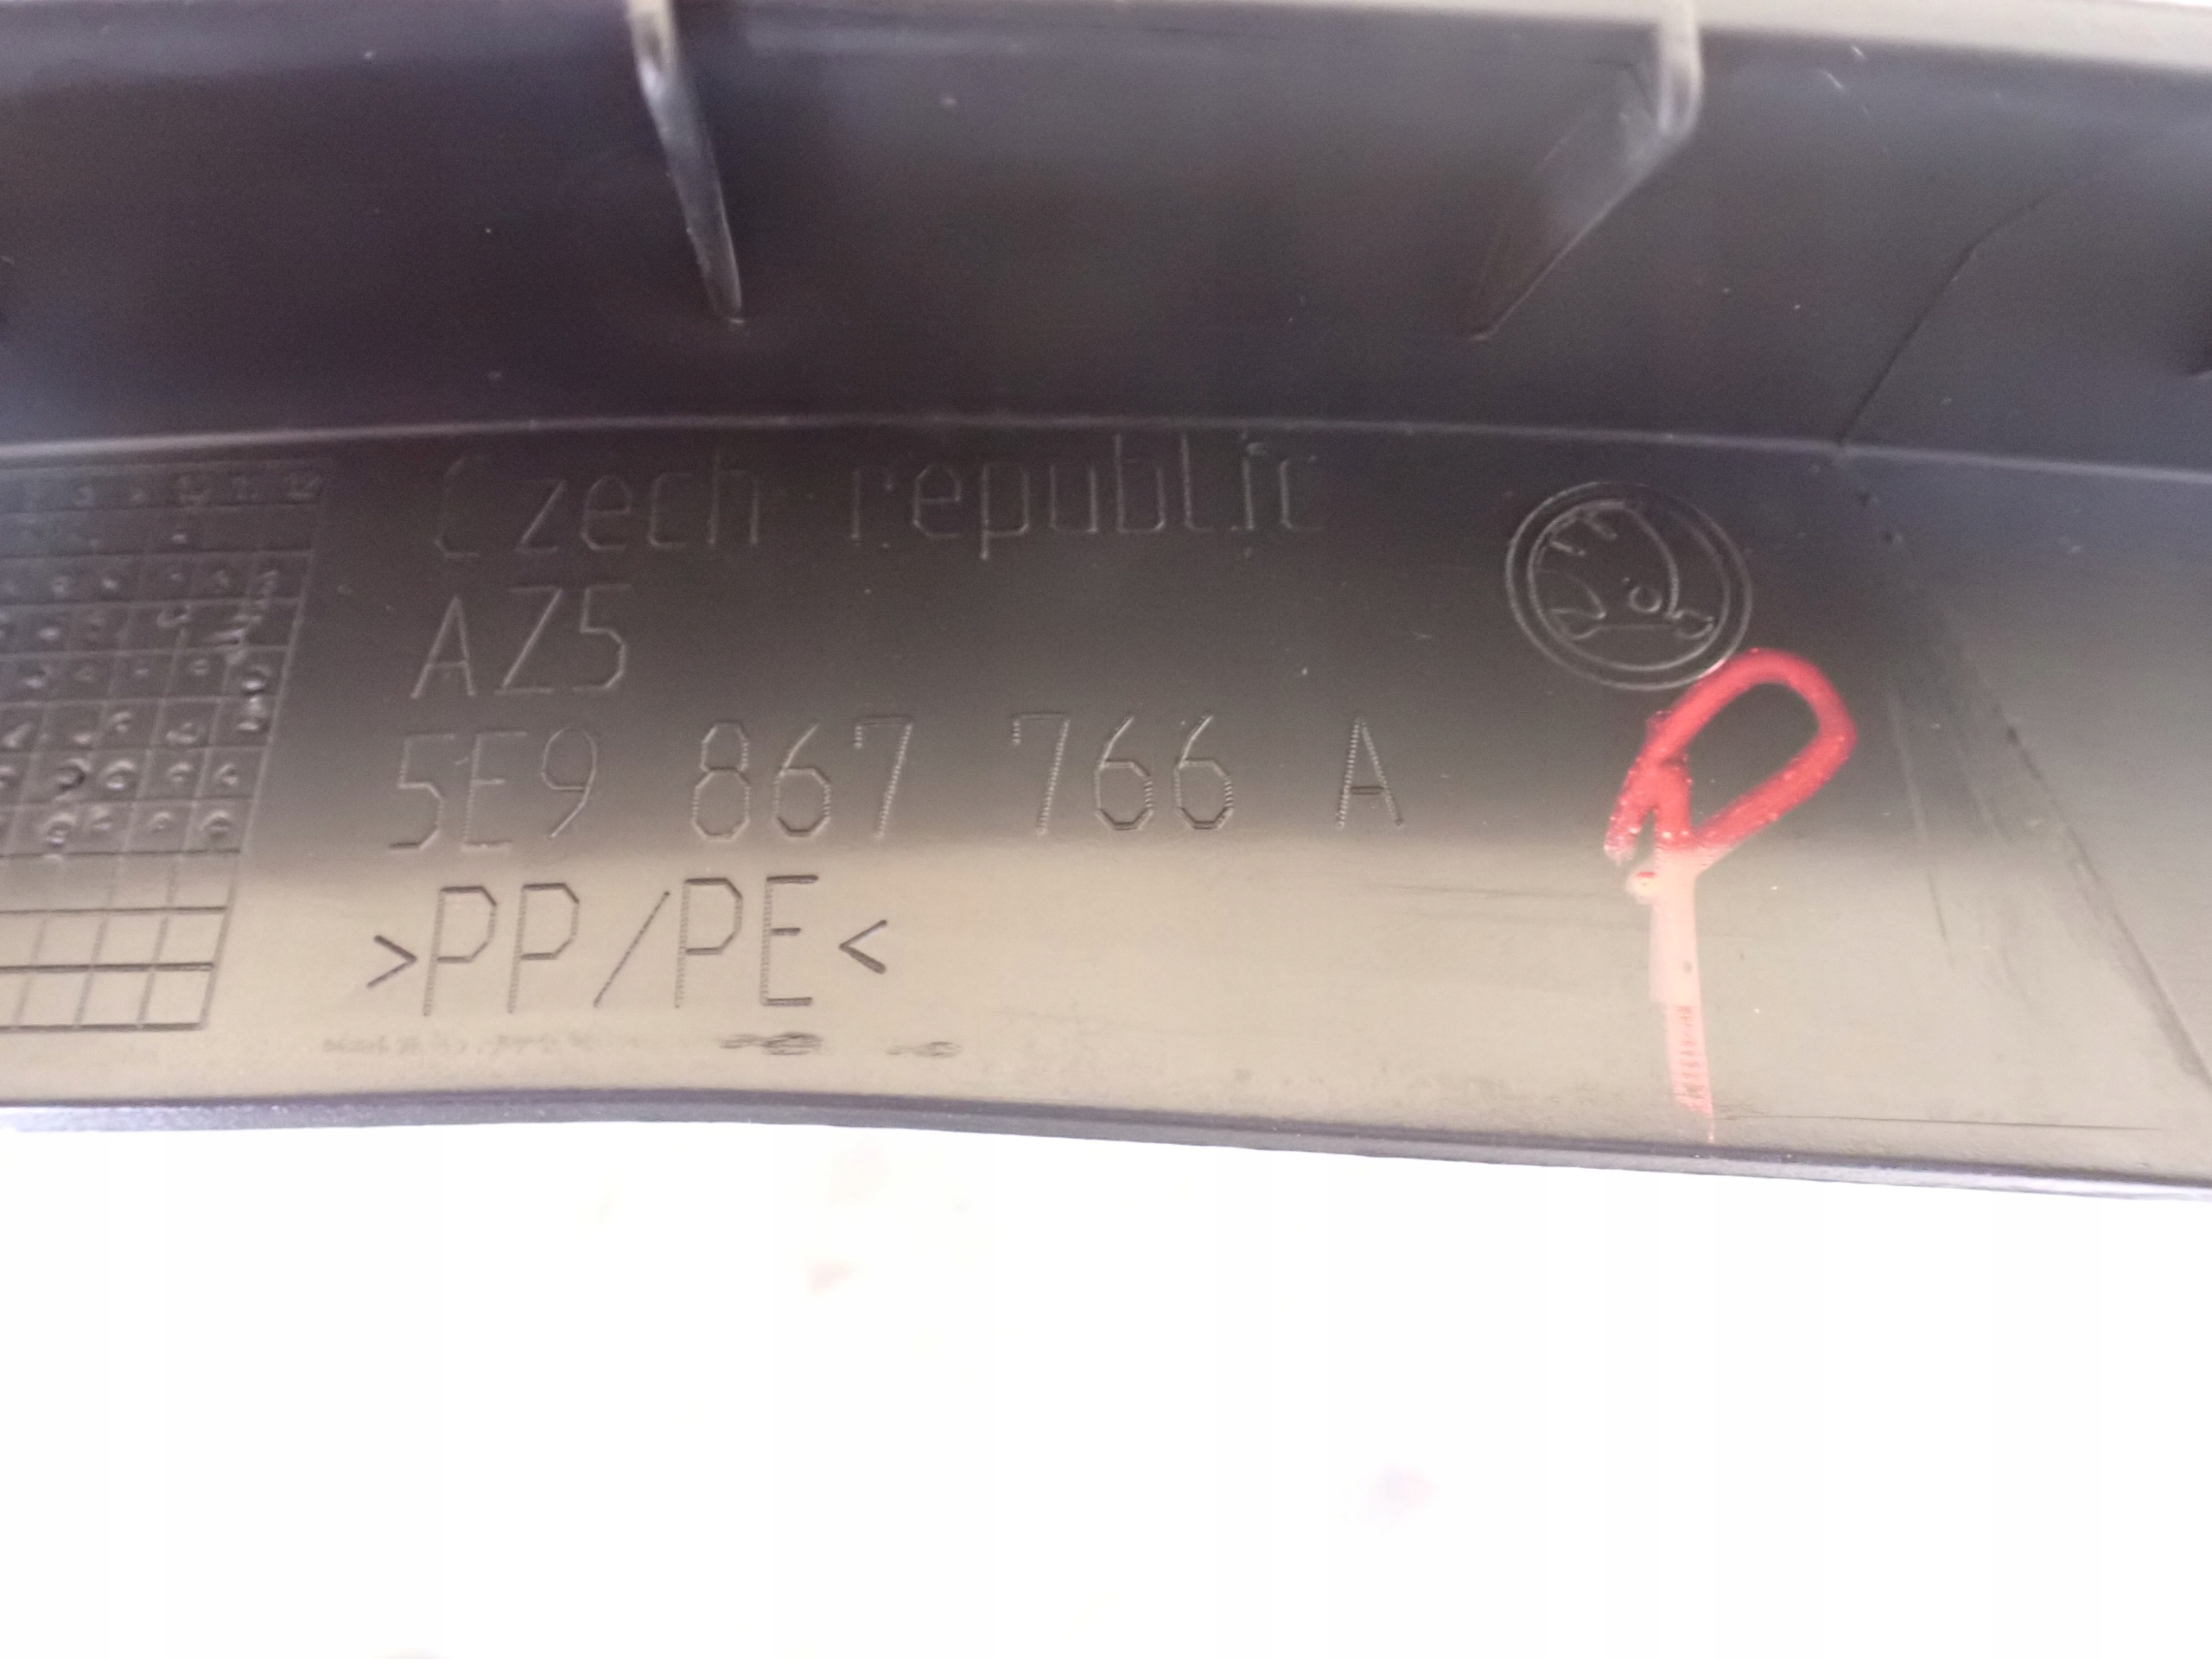 Czech republic
AZ5
5E9 867 766 A
>PP/PE<
P